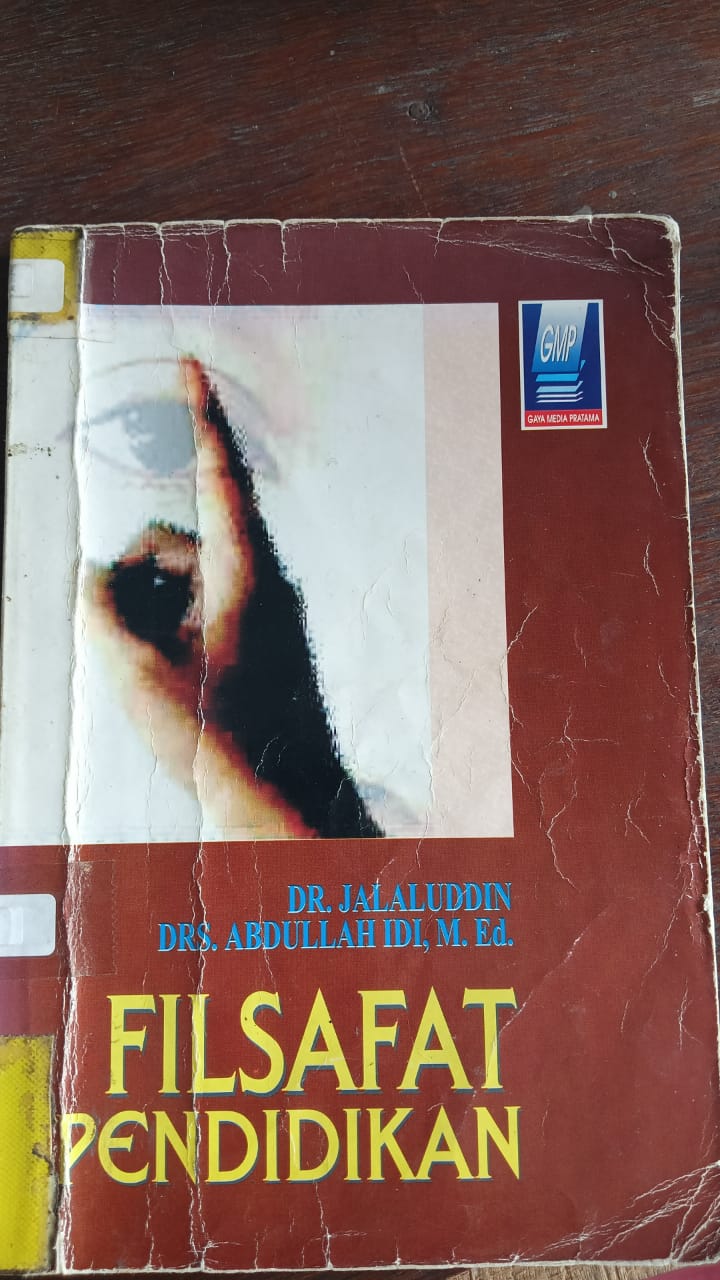 GMP
GAYA MEDIA PRATAMA
DR. JALALUDDIN
DRS. ABDULLAH IDI, M. Ed.
FILSAFAT
PENDIDIKAN